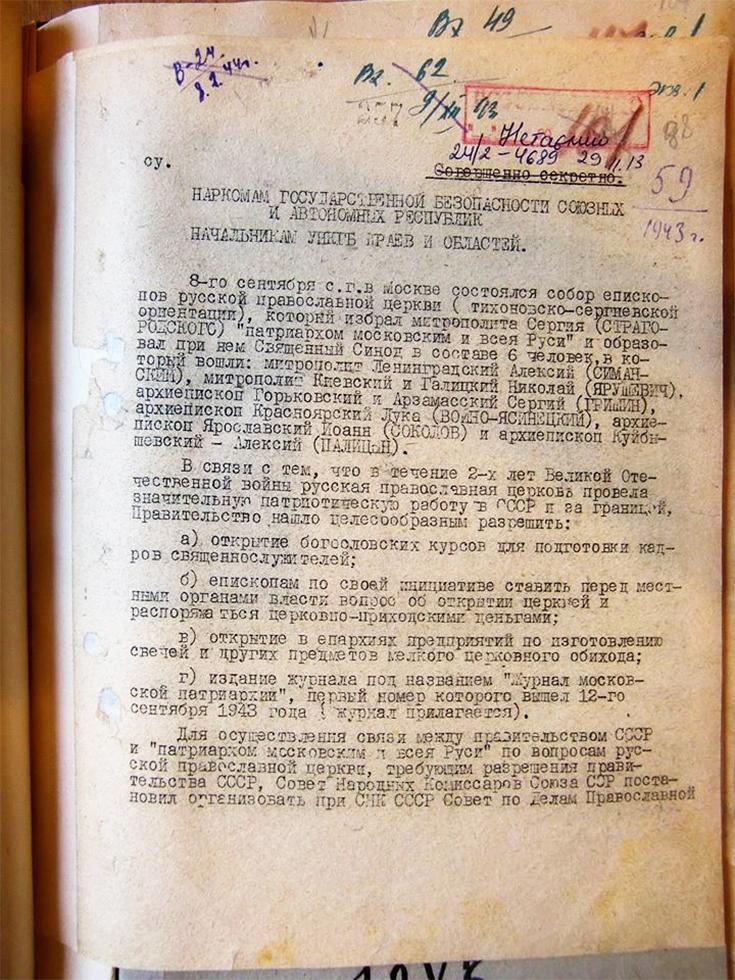 Вх 49
В-24
8.2.44г.
Вх. 62
9/XII 93
экз. 1
24/2-4689 29 11.13
су.
Совершенно секретно.
59
1943 г.
НАРКОМАМ ГОСУДАРСТВЕННОЙ БЕЗОПАСНОСТИ СОЮЗНЫХ
И АВТОНОМНЫХ РЕСПУБЛИК
НАЧАЛЬНИКАМ УНКГБ КРАЕВ И ОБЛАСТЕЙ.
8-го сентября с.г.в Москве состоялся собор еписко-
пов русской православной церкви ( тихоновско-сергиевской
ориентации), который избрал митрополита Сергия (СТРАГО-
РОДСКОГО) "патриархом московским и всея Руси" и образо-
вал при нем Священный Синод в составе 6 человек,в ко-
торый вошли: митрополит Ленинградский Алексий (СИМАН-
СКИЙ), митрополит Киевский и Галицкий Николай (ЯРУШЕВИЧ),
архиепископ Горьковский и Арзамасский Сергий (ГРИШИН),
архиепископ Красноярский Лука (ВОЙНО-ЯСИНЕЦКИЙ), архие-
пископ Ярославский Иоанн (СОКОЛОВ) и архиепископ Куйбы-
шевский - Алексий (ПАЛИЦЫН).
В связи с тем, что в течение 2-х лет Великой Оте-
чественной войны русская православная церковь провела
значительную патриотическую работу в СССР и за границей,
Правительство нашло целесообразным разрешить:
а) открытие богословских курсов для подготовки кад-
ров священнослужителей;
б) епископам по своей инициативе ставить перед мест-
ными органами власти вопрос об открытии церквей и
распоряжаться церковно-приходскими деньгами;
в) открытие в епархиях предприятий по изготовлению
свечей и других предметов мелкого церковного обихода;
г) издание журнала под названием "Журнал москов-
ской патриархии", первый номер которого вышел 12-го
сентября 1943 года ( журнал прилагается).
Для осуществления связи между правительством СССР
и "патриархом московским и всея Руси" по вопросам рус-
ской православной церкви, требующим разрешения прави-
тельства СССР, Совет Народных Комиссаров Союза ССР поста-
новил организовать при СНК СССР Совет по Делам Православной